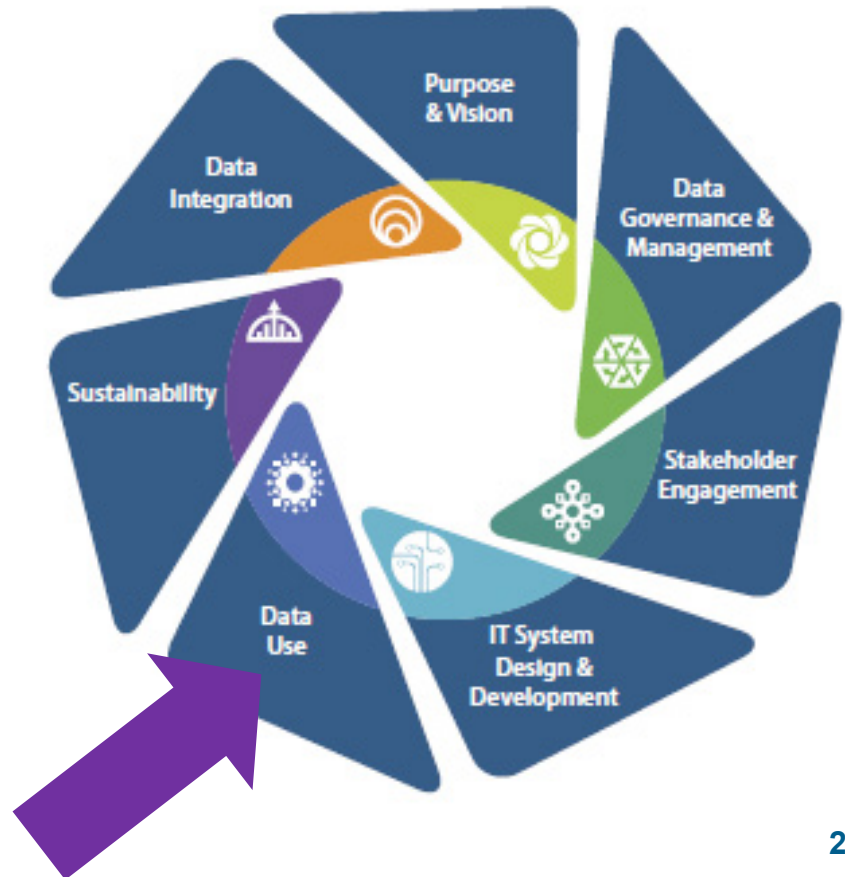 Purpose
& Vision
Data
Governance &
Management
Stakeholder
Engagement
IT System
Design &
Development
Data
Use
Sustainability
Data
Integration
2